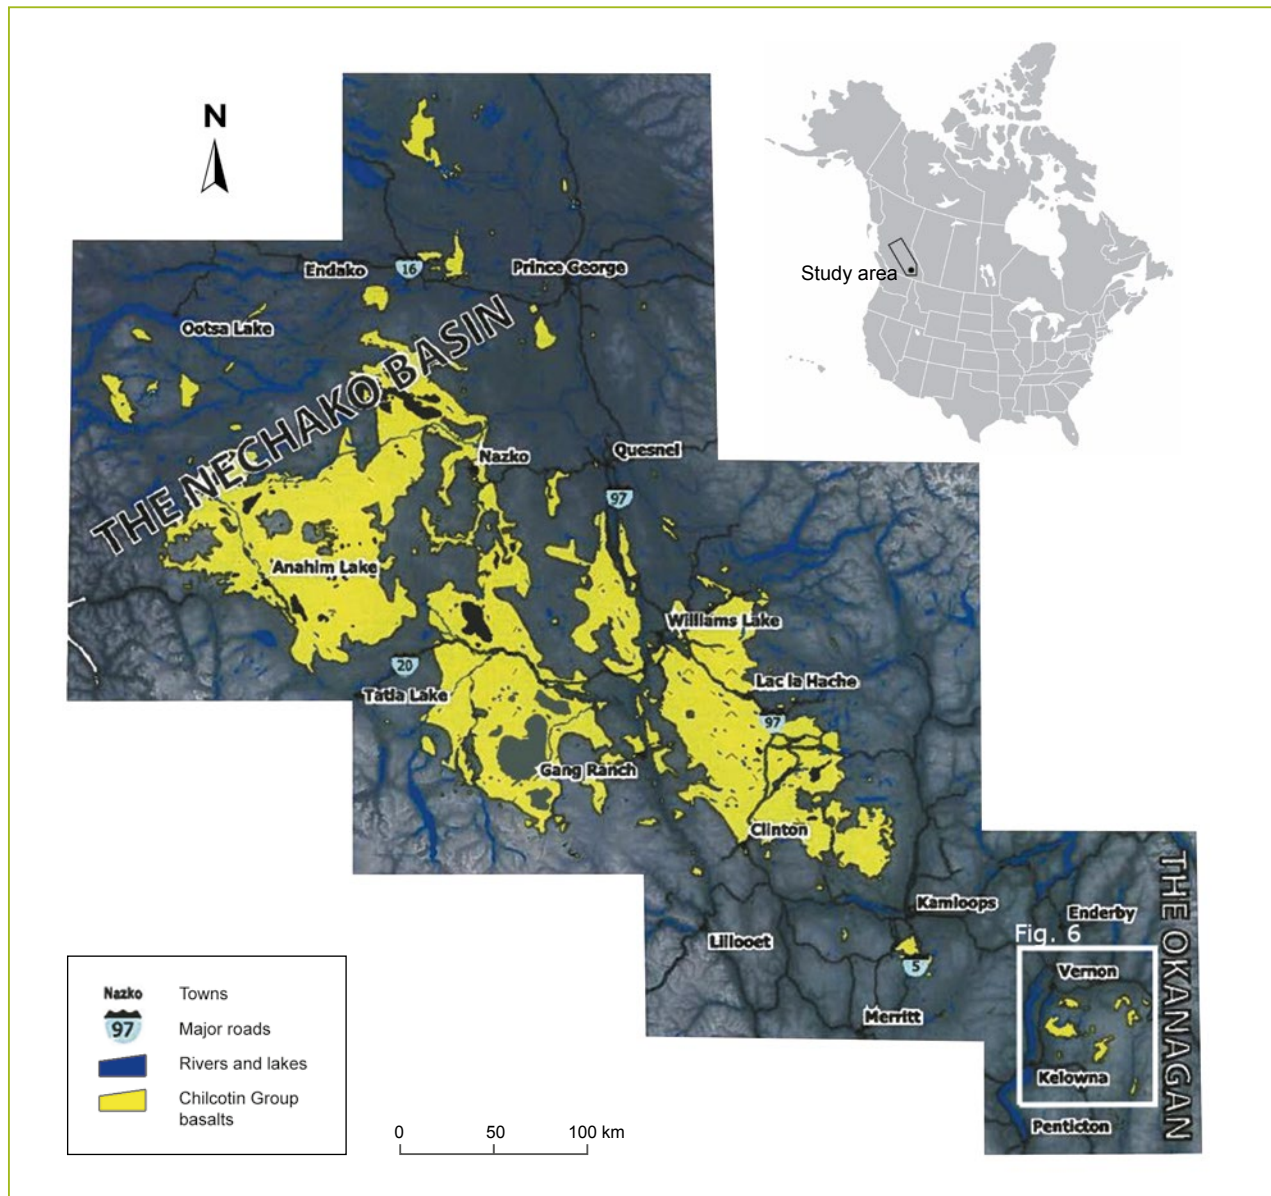 N
Study area
Endako
16
Prince George
Ootsa Lake
THE NECHAKO BASIN
Nazko
Quesnel
97
Anahim Lake
Williams Lake
20
Tatla Lake
Lac la Hache
97
Gang Ranch
Clinton
Kamloops
Enderby
THE OKANAGAN
Fig. 6
Lillooet
5
Vernon
Merritt
Kelowna
Penticton
Nazko Towns
97 Major roads
Rivers and lakes
Chilcotin Group
basalts
0 50 100 km